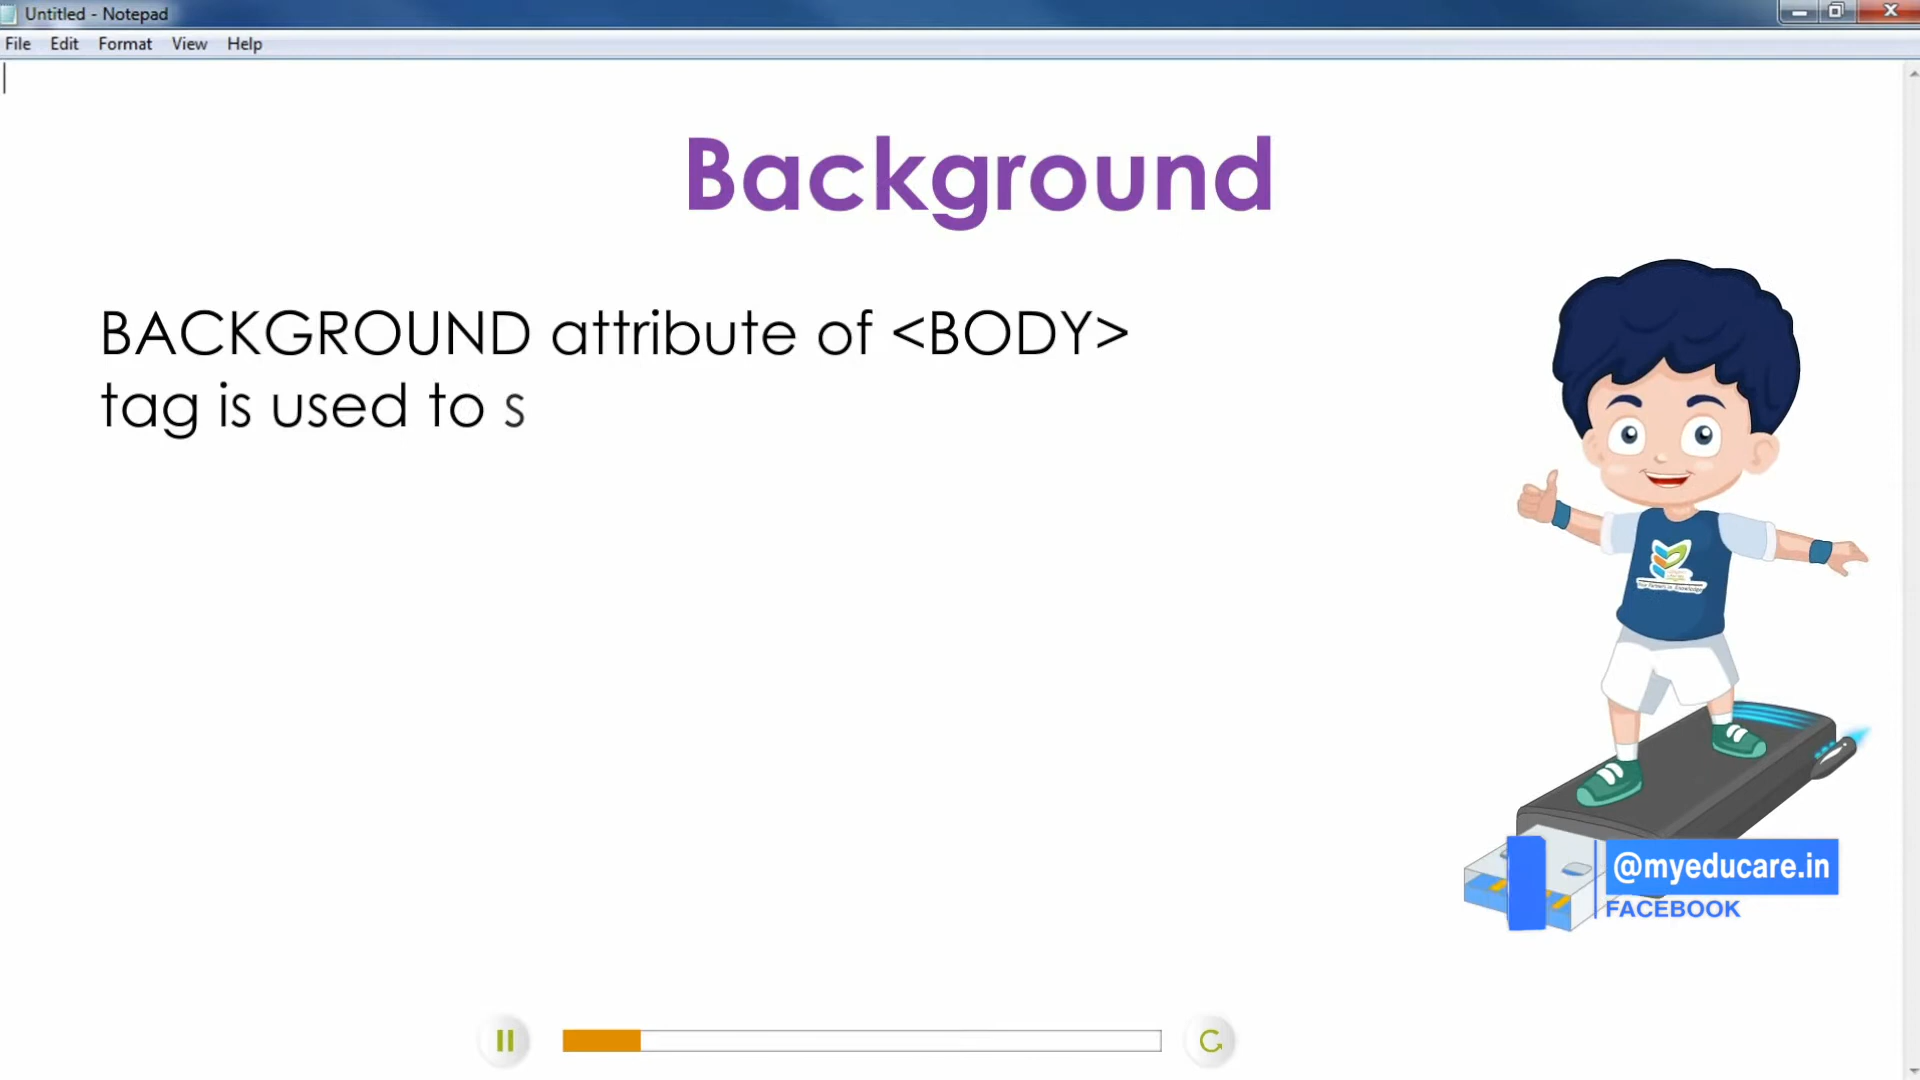 Untitled - Notepad
File Edit Format View Help
Background
BACKGROUND attribute of <BODY>
tag is used to s
@myeducare.in
FACEBOOK